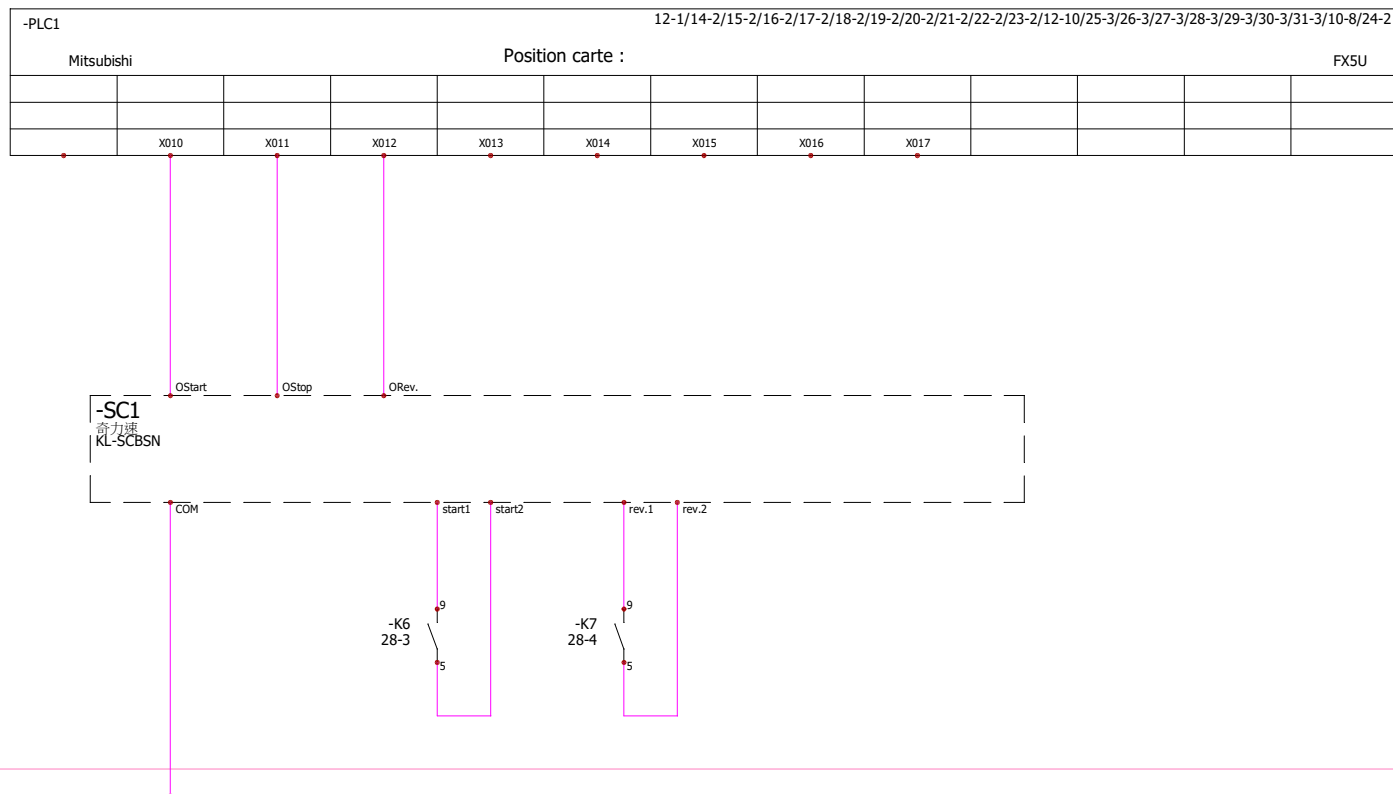 -PLC1
12-1/14-2/15-2/16-2/17-2/18-2/19-2/20-2/21-2/22-2/23-2/12-10/25-3/26-3/27-3/28-3/29-3/30-3/31-3/10-8/24-2
Mitsubishi
Position carte :
FX5U
X010 X011 X012 X013 X014 X015 X016 X017
OStart OStop ORev.
-SC1
奇力速
KL-SCBSN
COM start1 start2 rev.1 rev.2
9 9
-K6 -K7
28-3 28-4
5 5